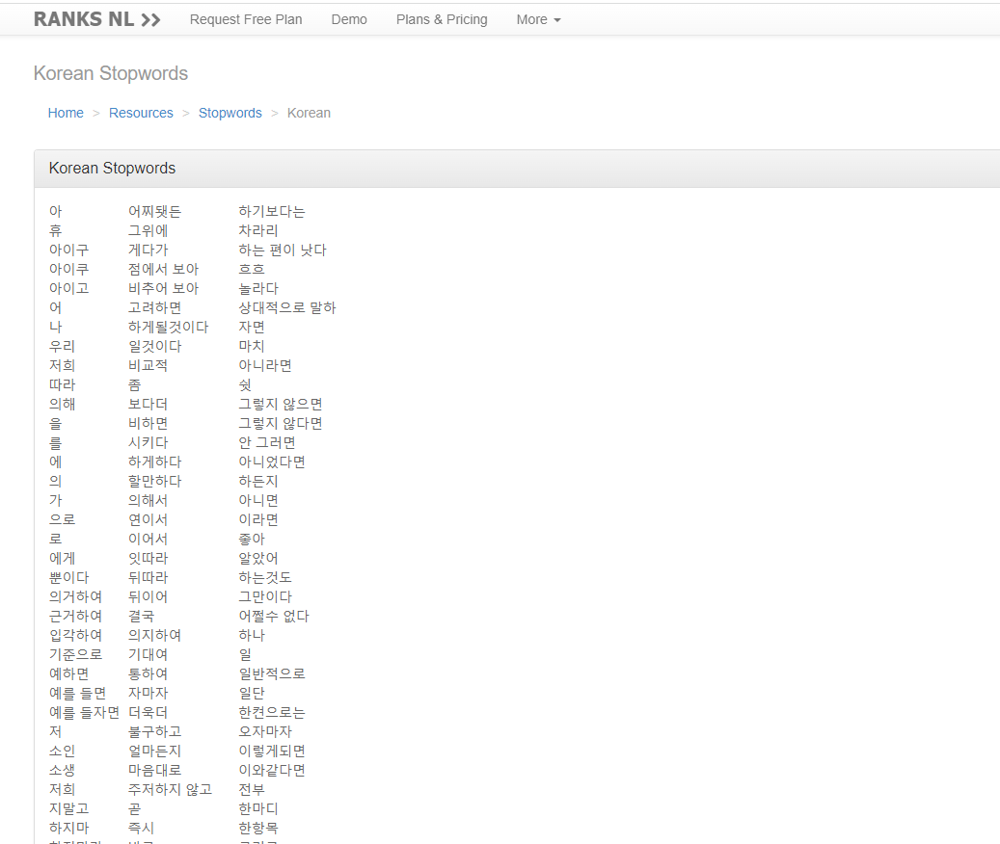 RANKS NL >> Request Free Plan Demo Plans & Pricing More
Korean Stopwords
Home > Resources > Stopwords > Korean
Korean Stopwords
아 어찌됏든 하기보다는
휴 그위에 차라리
아이구 게다가 하는 편이 낫다
아이쿠 점에서 보아 흐흐
아이고 비추어 보아 놀라다
어 고려하면 상대적으로 말하
나 하게될것이다 자면
우리 일것이다 마치
저희 비교적 아니라면
따라 좀 쉿
의해 보다더 그렇지 않으면
을 비하면 그렇지 않다면
를 시키다 안 그러면
에 하게하다 아니었다면
의 할만하다 하든지
가 의해서 아니면
으로 연이서 이라면
로 이어서 좋아
에게 잇따라 알았어
뿐이다 뒤따라 하는것도
의거하여 뒤이어 그만이다
근거하여 결국 어쩔수 없다
입각하여 의지하여 하나
기준으로 기대여 일
예하면 통하여 일반적으로
예를 들면 자마자 일단
예를 들자면 더욱더 한켠으로는
저 불구하고 오자마자
소인 얼마든지 이렇게되면
소생 마음대로 이와같다면
저희 주저하지 않고 전부
지말고 곧 한마디
하지마 즉시 한항목